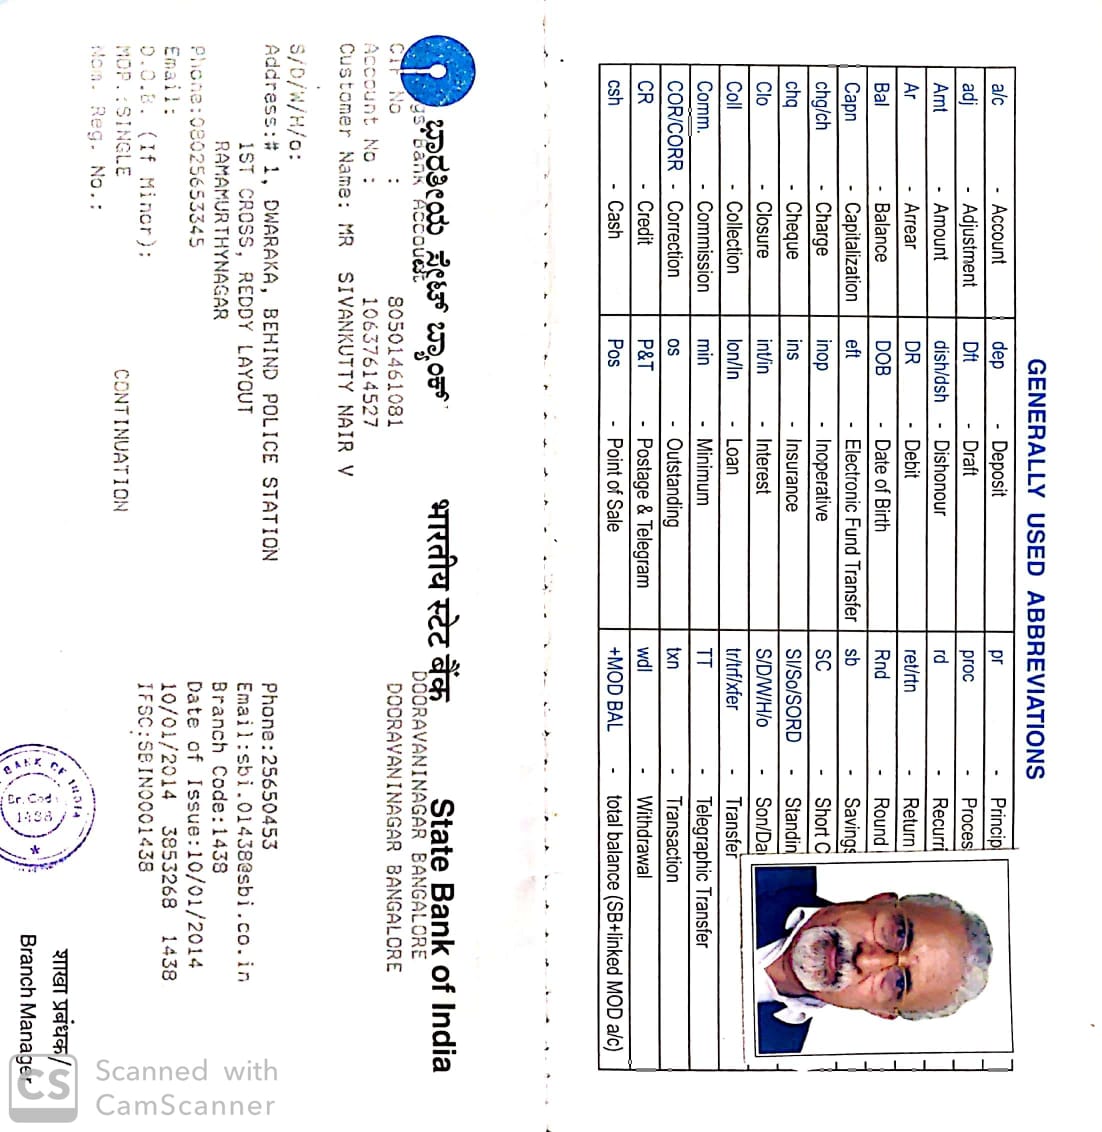 GENERALLY USED ABBREVIATIONS
a/c - Account dep - Deposit pr - Princip
adj - Adjustment Dft - Draft proc - Proces
Amt - Amount dish/dsh - Dishonour rd - Recurri
Ar - Arrear DR - Debit ret/rtn - Return
Bal - Balance DOB - Date of Birth Rnd - Round
Capn - Capitalization eft - Electronic Fund Transfer sb - Savings
chg/ch - Charge inop - Inoperative SC - Short C
chq - Cheque ins - Insurance SI/So/SORD - Standin
Clo - Closure int/in - Interest S/D/W/H/o - Son/Da
Coll - Collection lon/ln - Loan tr/trf/xfer - Transfer
Comm. - Commission min - Minimum TT - Telegraphic Transfer
COR/CORR - Correction os - Outstanding txn - Transaction
CR - Credit P&T - Postage & Telegram wdl - Withdrawal
csh - Cash Pos - Point of Sale +MOD BAL - total balance (SB+linked MOD a/c)
ಭಾರತೀಯ ಸ್ಟೇಟ್ ಬ್ಯಾಂಕ್ भारतीय स्टेट बैंक State Bank of India
gs Bank Account DOORAVANINAGAR BANGALORE
CIF No : 80501461081 DOORAVANINAGAR BANGALORE
Account No : 10637614527
Customer Name: MR SIVANKUTTY NAIR V
S/D/W/H/o:
Address:# 1, DWARAKA, BEHIND POLICE STATION Phone:25650453
1ST CROSS, REDDY LAYOUT Email:sbi.01438@sbi.co.in
RAMAMURTHYNAGAR Branch Code:1438
Phone:08025653345 Date of Issue:10/01/2014
Email: 10/01/2014 3853268 1438
D.O.B. (If Minor): IFSC:SBIN0001438
MOP.:SINGLE CONTINUATION
Nom. Reg. No.:
BANK OF INDIA
Br. Code
1438
शाखा प्रबंधक/
Branch Manager
CS Scanned with
CamScanner